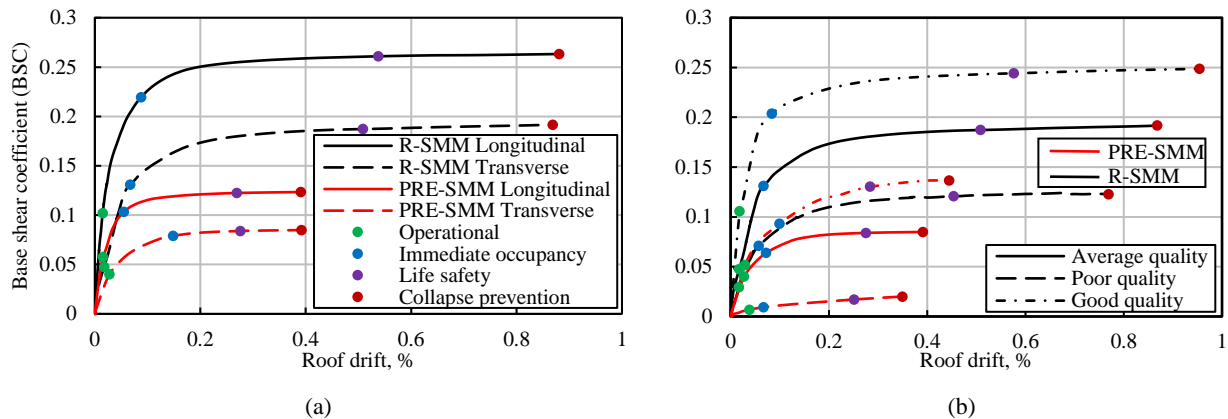 Base shear coefficient (BSC)
0.3
0.25
0.2
0.15
0.1
0.05
0
R-SMM Longitudinal
R-SMM Transverse
PRE-SMM Longitudinal
PRE-SMM Transverse
Operational
Immediate occupancy
Life safety
Collapse prevention
0 0.2 0.4 0.6 0.8 1
Roof drift, %
(a)
0.3
0.25
0.2
0.15
0.1
0.05
0
PRE-SMM
R-SMM
Average quality
Poor quality
Good quality
0 0.2 0.4 0.6 0.8 1
Roof drift, %
(b)